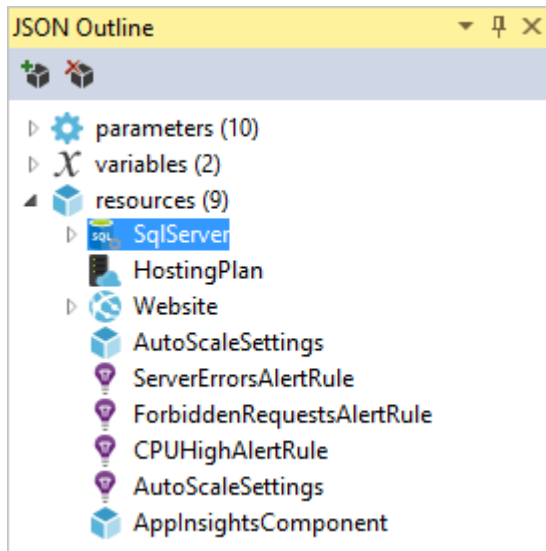 JSON Outline
parameters (10)
variables (2)
resources (9)
SqlServer
HostingPlan
Website
AutoScaleSettings
ServerErrorsAlertRule
ForbiddenRequestsAlertRule
CPUHighAlertRule
AutoScaleSettings
AppInsightsComponent